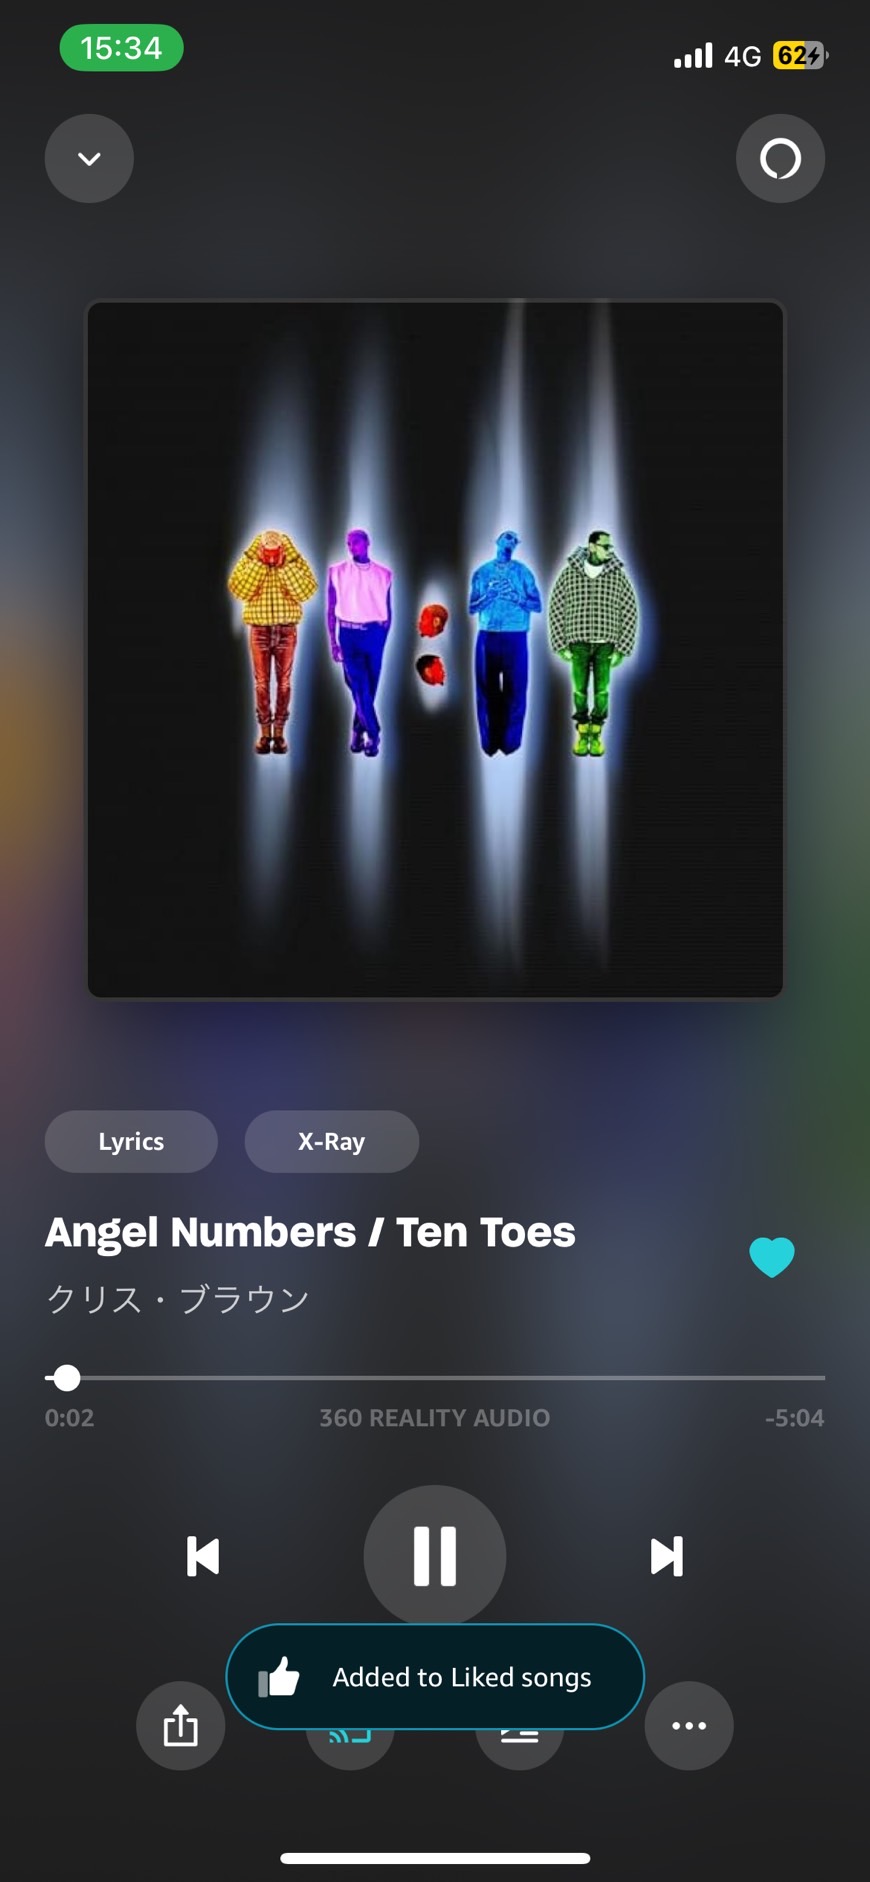 15:34
4G 62
Lyrics X-Ray
Angel Numbers / Ten Toes
クリス・ブラウン
0:02 360 REALITY AUDIO -5:04
Added to Liked songs